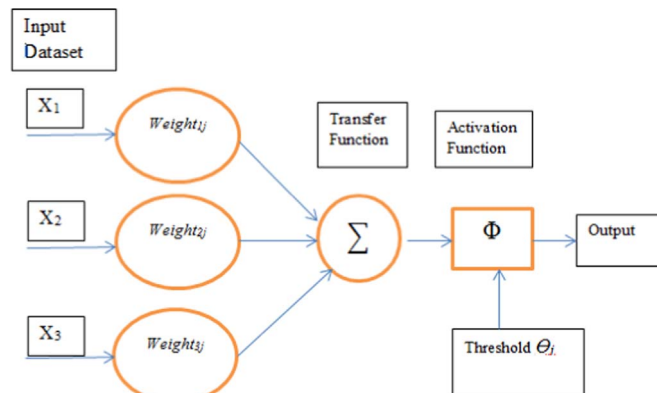 Input
Dataset
X₁
Weight₁ⱼ
Transfer
Function
Activation
Function
X₂
Weight₂ⱼ
∑
Φ
Output
X₃
Weight₃ⱼ
Threshold Θⱼ.